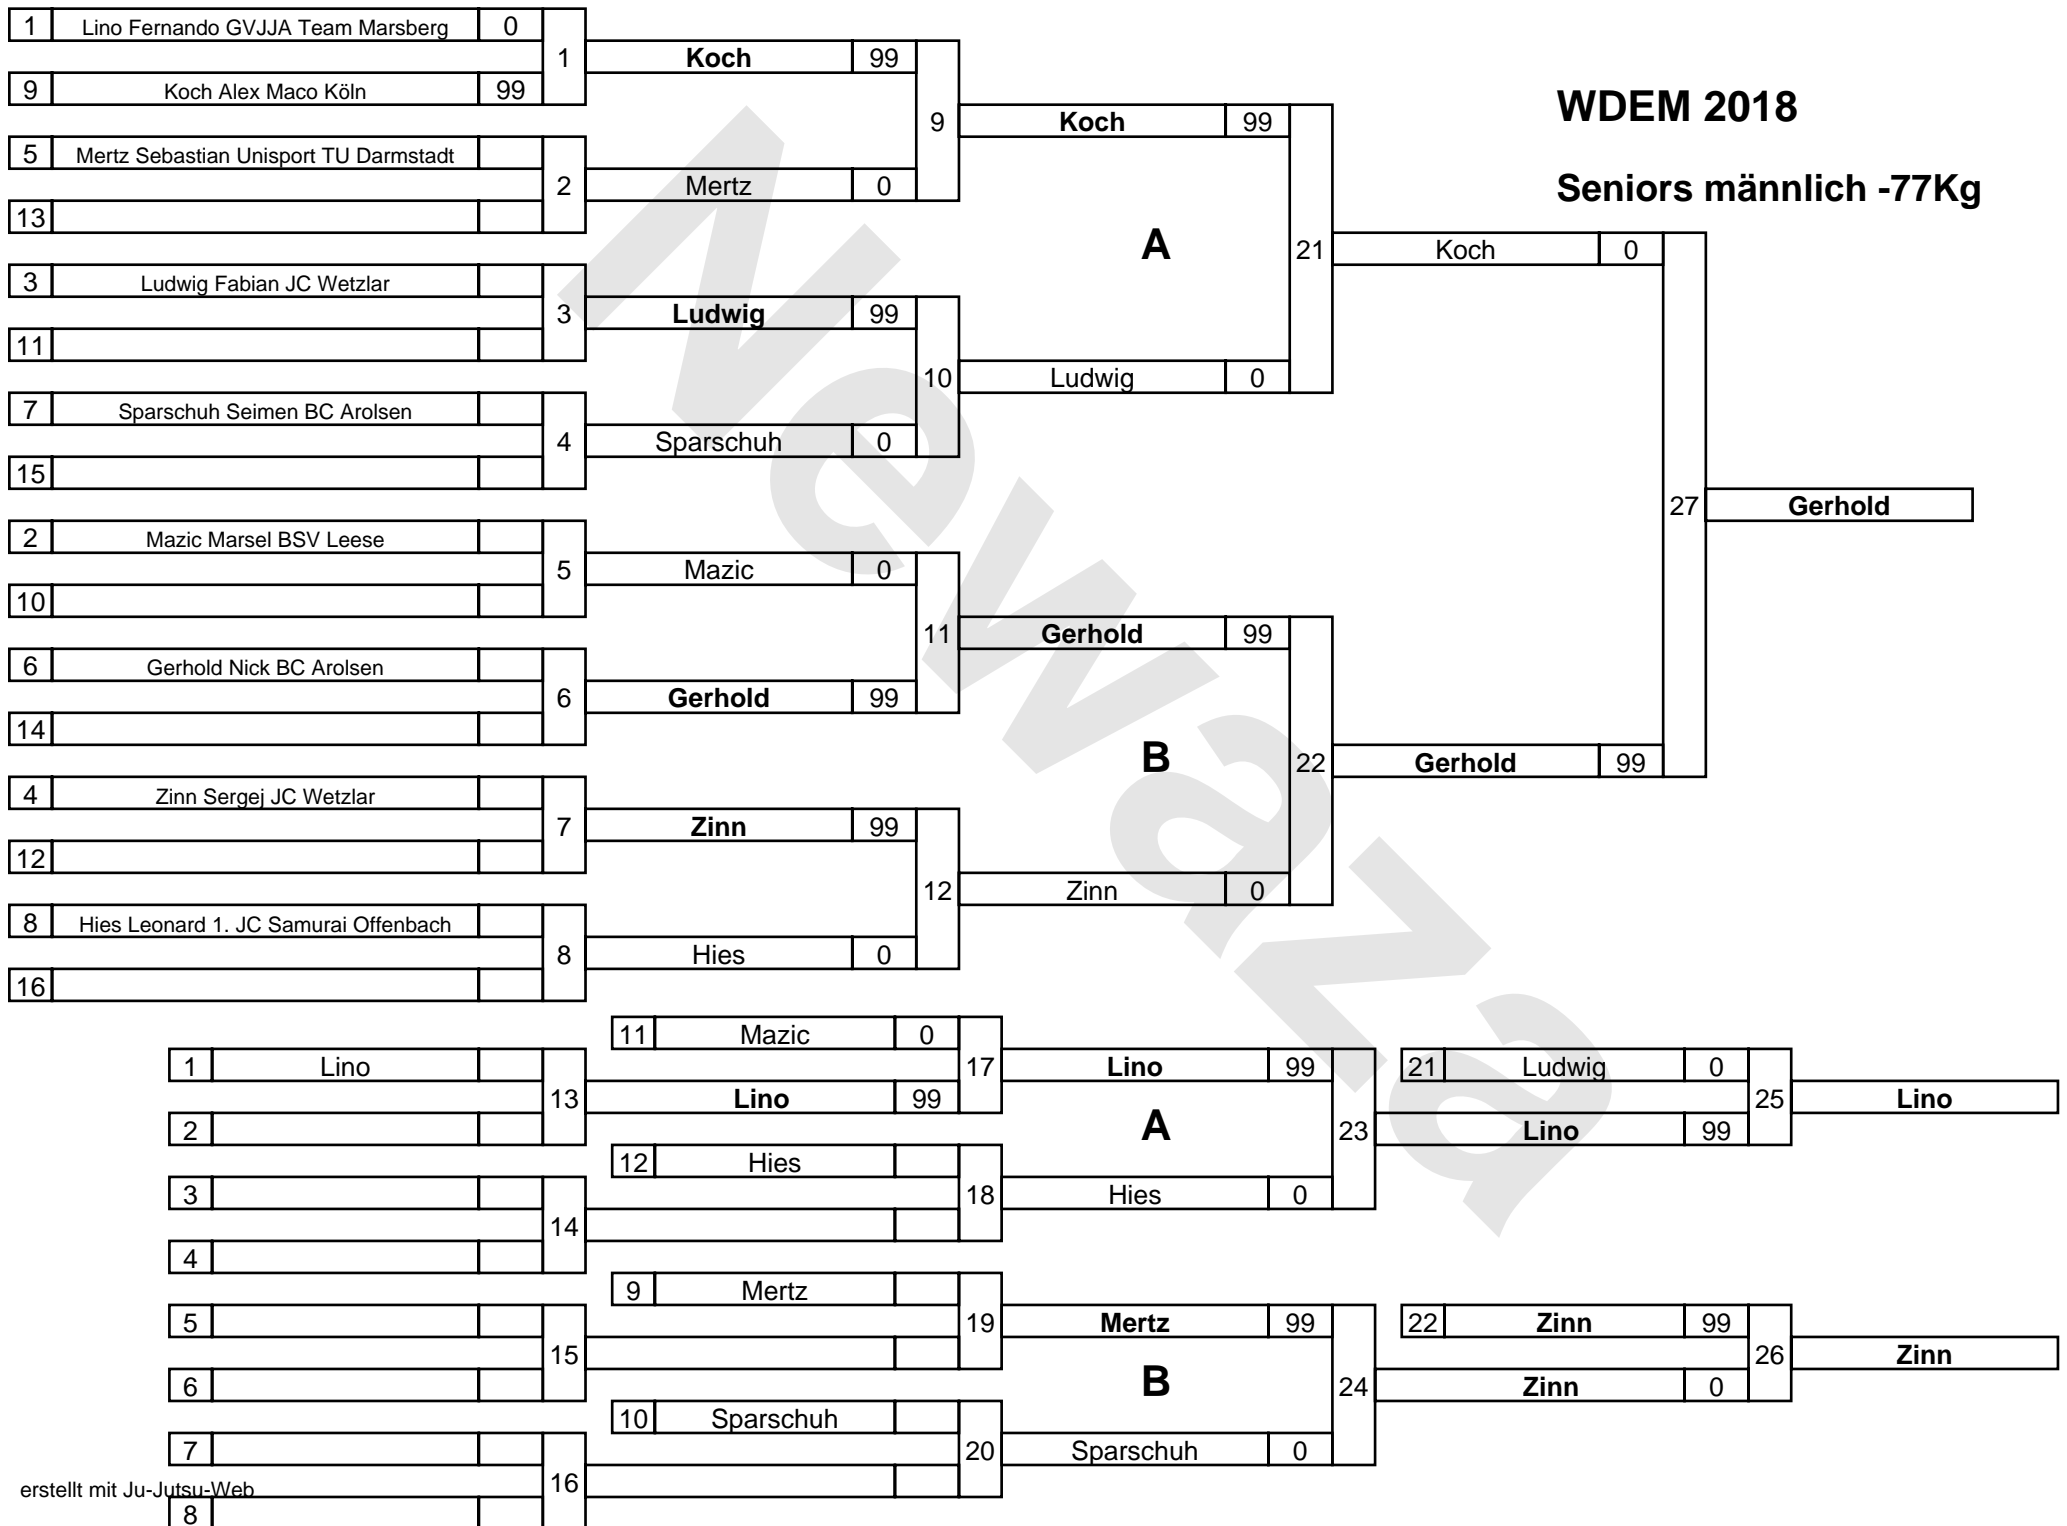 WDEM 2018
Seniors männlich -77Kg
Newaza
1 Lino Fernando GVJJA Team Marsberg 0
1
9 Koch Alex Maco Köln 99
Koch 99
5 Mertz Sebastian Unisport TU Darmstadt
2
13
Mertz 0
9
Koch 99
3 Ludwig Fabian JC Wetzlar
3
11
Ludwig 99
7 Sparschuh Seimen BC Arolsen
4
15
Sparschuh 0
10
Ludwig 0
A
21
Koch 0
2 Mazic Marsel BSV Leese
5
10
Mazic 0
6 Gerhold Nick BC Arolsen
6
14
Gerhold 99
11
Gerhold 99
4 Zinn Sergej JC Wetzlar
7
12
Zinn 99
8 Hies Leonard 1. JC Samurai Offenbach
8
16
Hies 0
12
Zinn 0
B
22
Gerhold 99
27
Gerhold
1 Lino
13
2
11 Mazic 0
Lino 99
17
Lino 99
3
14
4
12 Hies
18
Hies 0
A
23
21 Ludwig 0
Lino 99
25
Lino
5
15
6
9 Mertz
19
Mertz 99
7
16
8
10 Sparschuh
20
Sparschuh 0
B
24
22 Zinn 99
Zinn 0
26
Zinn
erstellt mit Ju-Jutsu-Web